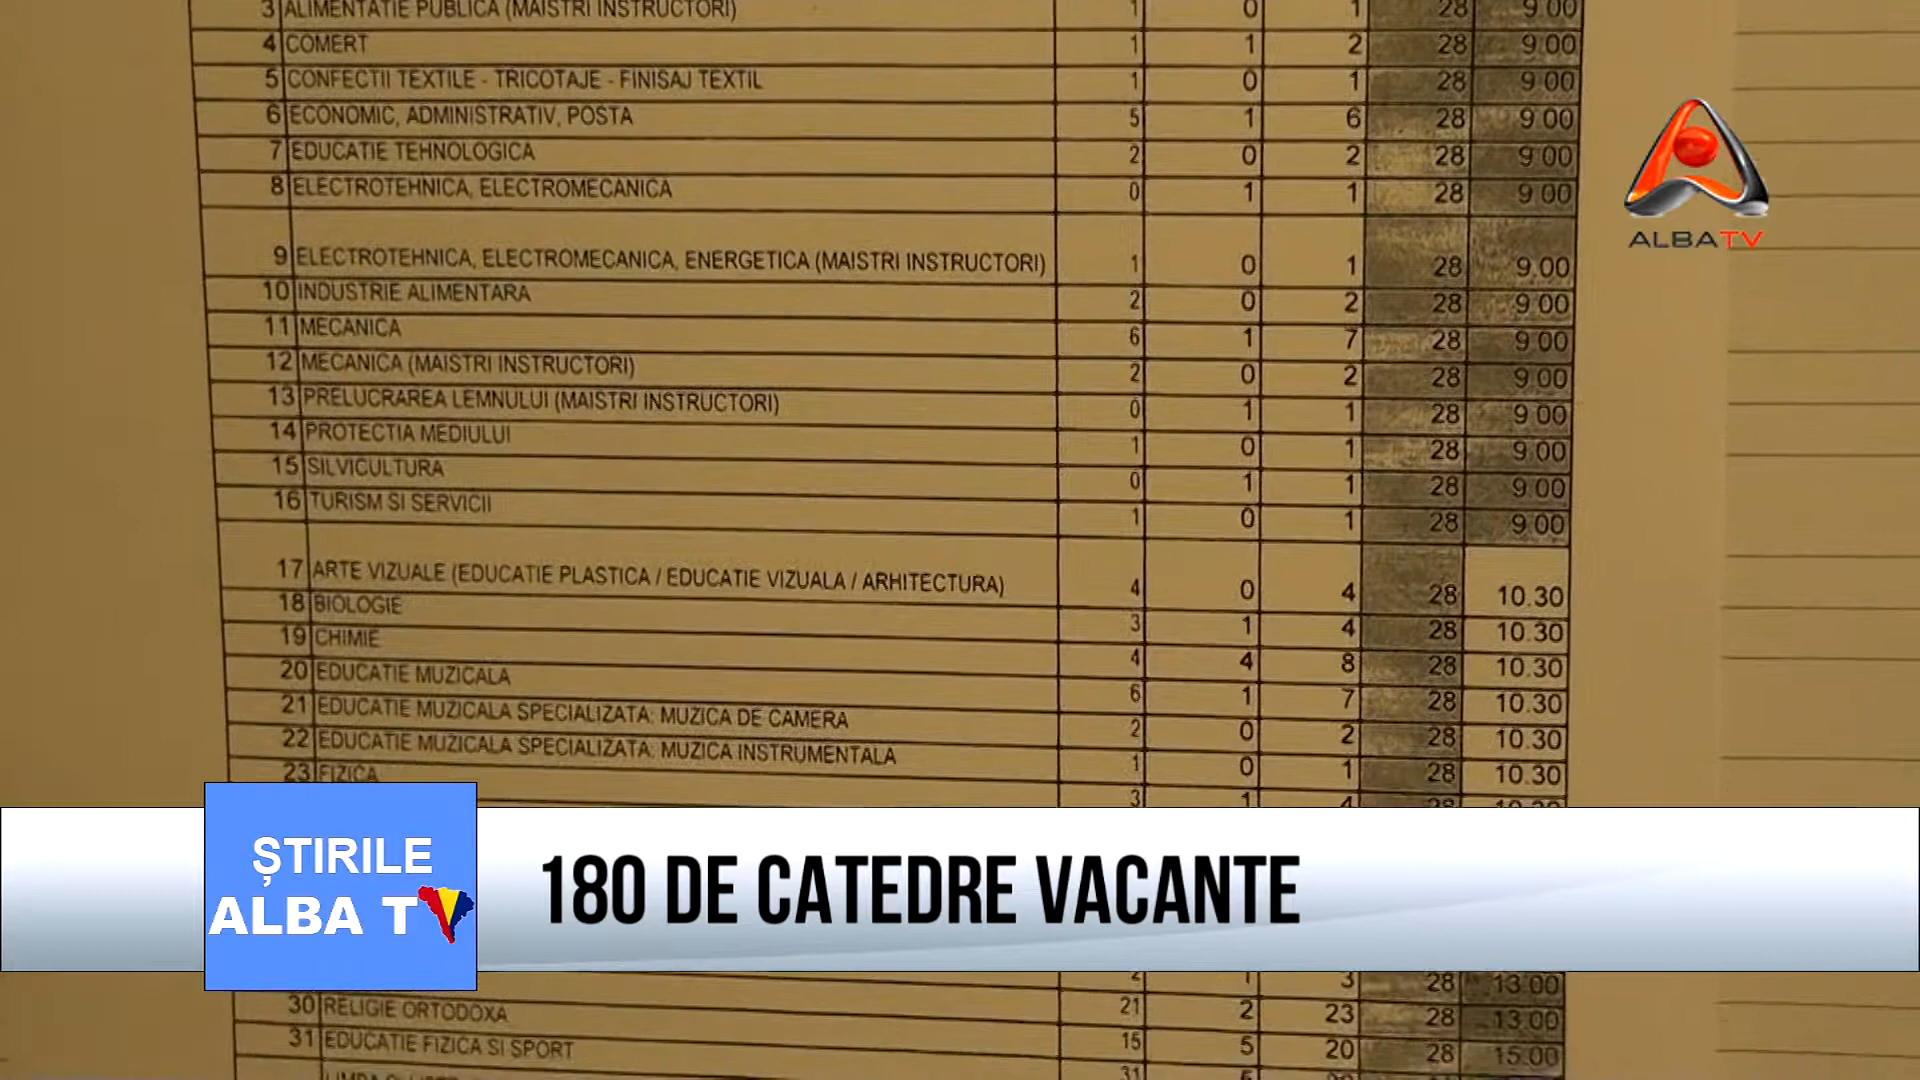 3 ALIMENTATIE PUBLICA (MAISTRI INSTRUCTORI) 1 0 1 28 9.00
4 COMERT 1 1 2 28 9.00
5 CONFECTII TEXTILE - TRICOTAJE - FINISAJ TEXTIL 1 0 1 28 9.00
6 ECONOMIC, ADMINISTRATIV, POSTA 5 1 6 28 9.00
7 EDUCATIE TEHNOLOGICA 2 0 2 28 9.00
8 ELECTROTEHNICA, ELECTROMECANICA 0 1 1 28 9.00
9 ELECTROTEHNICA, ELECTROMECANICA, ENERGETICA (MAISTRI INSTRUCTORI) 1 0 1 28 9.00
10 INDUSTRIE ALIMENTARA 2 0 2 28 9.00
11 MECANICA 6 1 7 28 9.00
12 MECANICA (MAISTRI INSTRUCTORI) 2 0 2 28 9.00
13 PRELUCRAREA LEMNULUI (MAISTRI INSTRUCTORI) 0 1 1 28 9.00
14 PROTECTIA MEDIULUI 1 0 1 28 9.00
15 SILVICULTURA 0 1 1 28 9.00
16 TURISM SI SERVICII 1 0 1 28 9.00
17 ARTE VIZUALE (EDUCATIE PLASTICA / EDUCATIE VIZUALA / ARHITECTURA) 4 0 4 28 10.30
18 BIOLOGIE 3 1 4 28 10.30
19 CHIMIE 4 4 8 28 10.30
20 EDUCATIE MUZICALA 6 1 7 28 10.30
21 EDUCATIE MUZICALA SPECIALIZATA: MUZICA DE CAMERA 2 0 2 28 10.30
22 EDUCATIE MUZICALA SPECIALIZATA: MUZICA INSTRUMENTALA 1 0 1 28 10.30
23 FIZICA 3 1 4 28 10.30
ALBA TV
ȘTIRILE
ALBA TV
180 DE CATEDRE VACANTE
2 1 3 28 13.00
30 RELIGIE ORTODOXA 21 2 23 28 13.00
31 EDUCATIE FIZICA SI SPORT 15 5 20 28 15.00